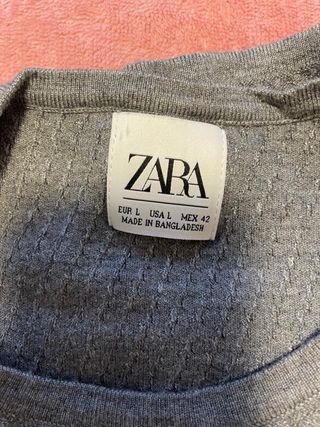 ZARA
EUR L USA L MEX 42
MADE IN BANGLADESH